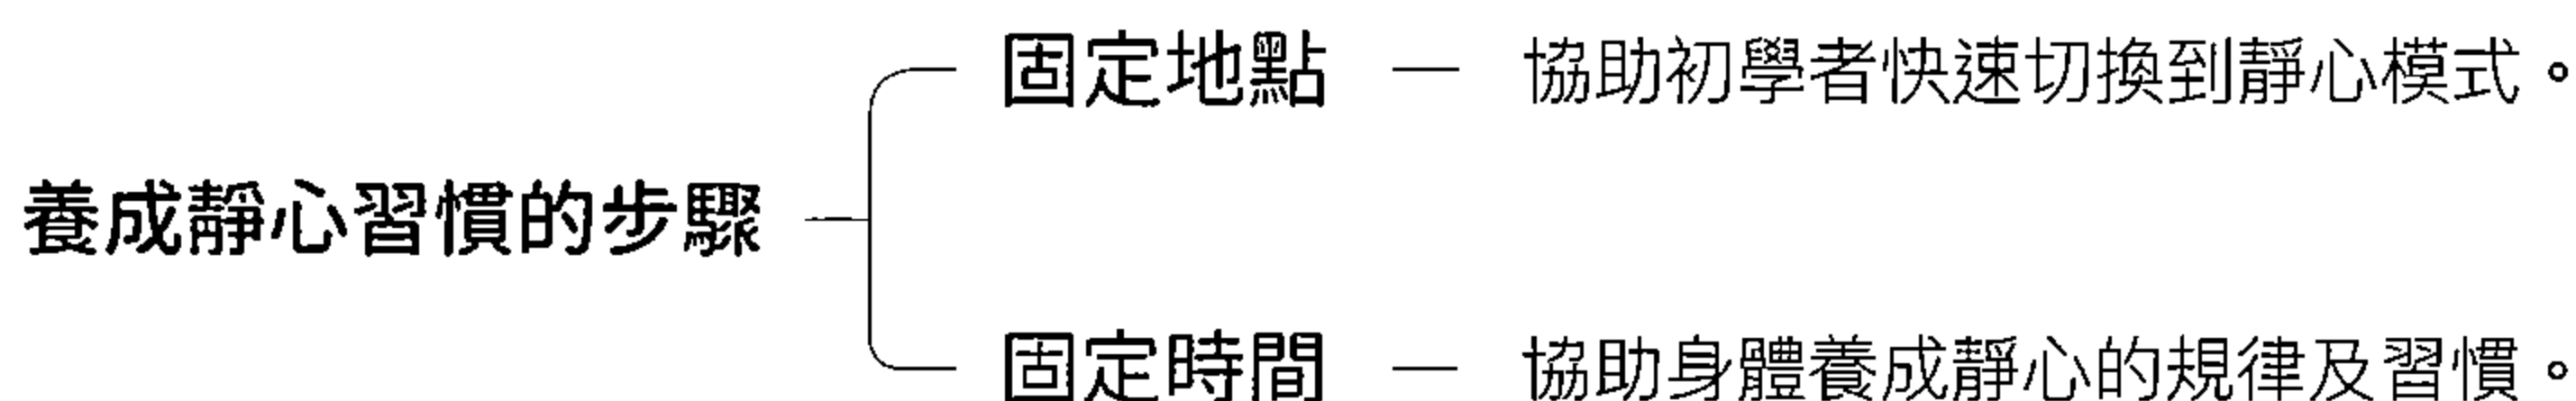 固定地點 — 協助初學者快速切換到靜心模式。
養成靜心習慣的步驟
固定時間 — 協助身體養成靜心的規律及習慣。